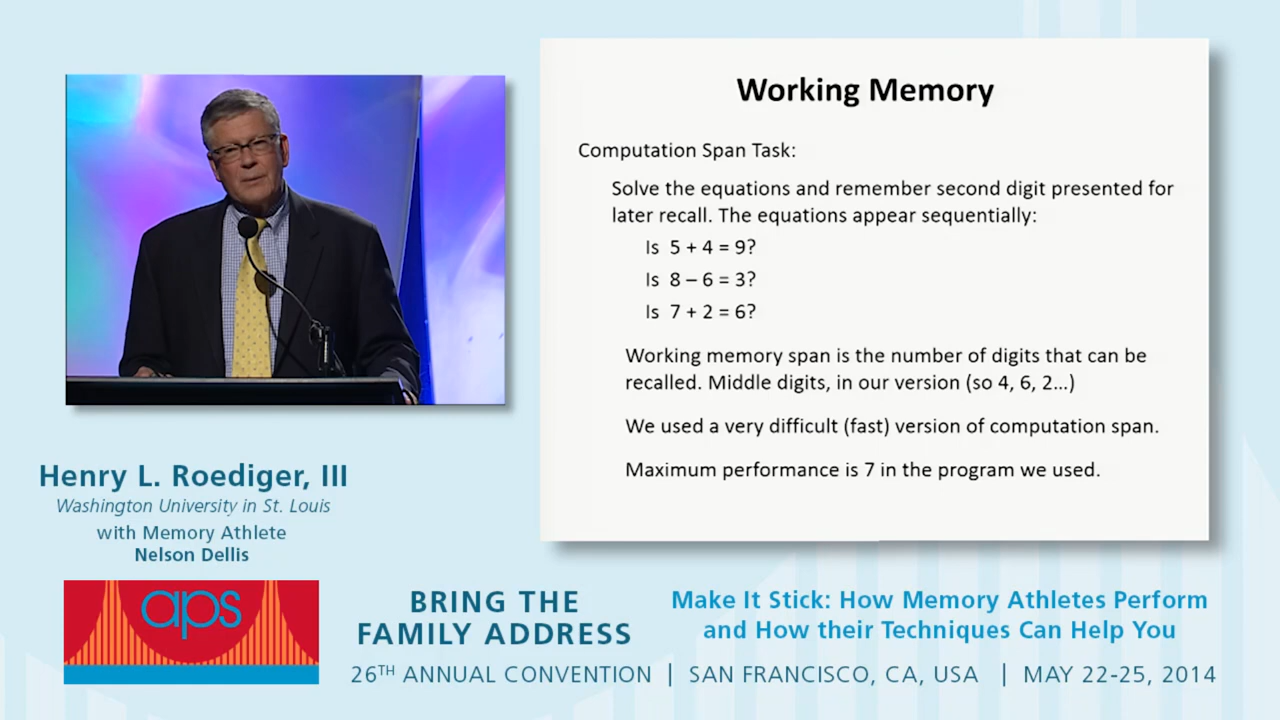 Working Memory
Computation Span Task:
Solve the equations and remember second digit presented for
later recall. The equations appear sequentially:
Is 5 + 4 = 9?
Is 8 – 6 = 3?
Is 7 + 2 = 6?
Working memory span is the number of digits that can be
recalled. Middle digits, in our version (so 4, 6, 2...)
We used a very difficult (fast) version of computation span.
Maximum performance is 7 in the program we used.
Henry L. Roediger, III
Washington University in St. Louis
with Memory Athlete
Nelson Dellis
aps
BRING THE
FAMILY ADDRESS
Make It Stick: How Memory Athletes Perform
and How their Techniques Can Help You
26TH ANNUAL CONVENTION | SAN FRANCISCO, CA, USA | MAY 22-25, 2014